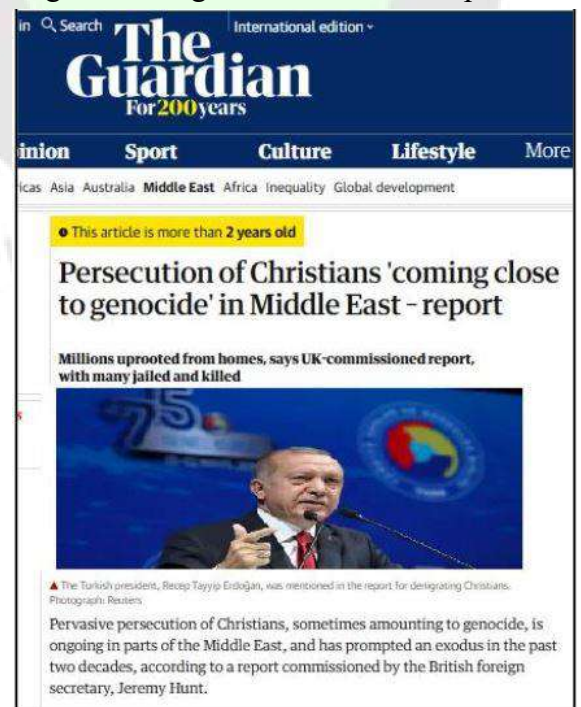 in Search
International edition
The
Guardian
For 200 years
inion Sport Culture Lifestyle More
icas Asia Australia Middle East Africa Inequality Global development
This article is more than 2 years old
Persecution of Christians 'coming close
to genocide' in Middle East – report
Millions uprooted from homes, says UK-commissioned report,
with many jailed and killed
75
s
The Turkish president, Recep Tayyip Erdoğan, was mentioned in the report for denigrating Christians.
Photograph: Reuters
Pervasive persecution of Christians, sometimes amounting to genocide, is
ongoing in parts of the Middle East, and has prompted an exodus in the past
two decades, according to a report commissioned by the British foreign
secretary, Jeremy Hunt.